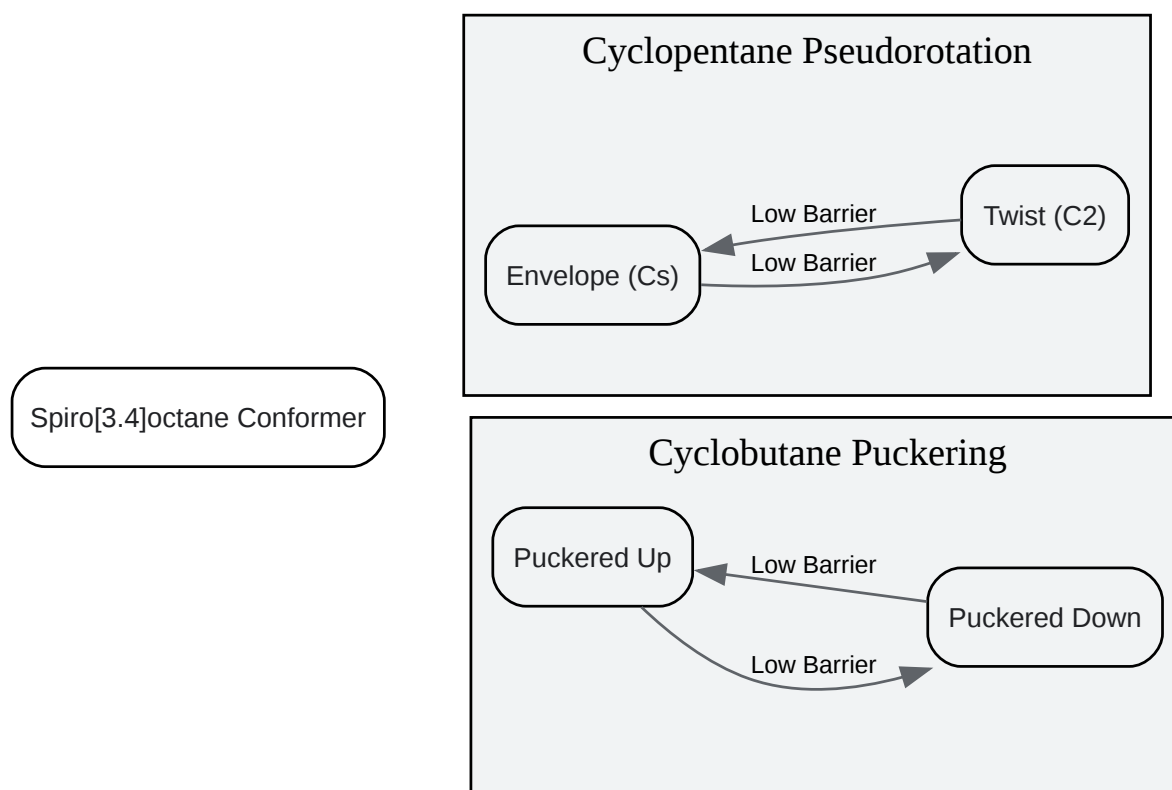 Cyclopentane Pseudorotation
Low Barrier
Twist (C2)
Envelope (Cs)
Low Barrier
Spiro[3.4]octane Conformer
Cyclobutane Puckering
Puckered Up
Low Barrier
Puckered Down
Low Barrier